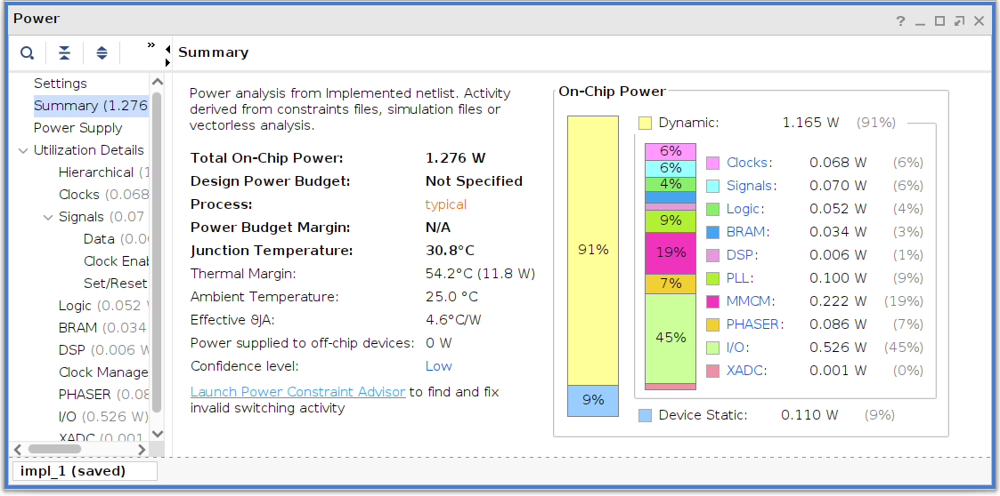 Power
?
»
Summary
Settings
Summary (1.276
Power Supply
Utilization Details
Hierarchical (1
Clocks (0.068
Signals (0.07
Data (0.0
Clock Enab
Set/Reset
Logic (0.052
BRAM (0.034
DSP (0.006 W
Clock Manage
PHASER (0.08
I/O (0.526 W)
XADC (0.001
Power analysis from Implemented netlist. Activity
derived from constraints files, simulation files or
vectorless analysis.
Total On-Chip Power: 1.276 W
Design Power Budget: Not Specified
Process: typical
Power Budget Margin: N/A
Junction Temperature: 30.8°C
Thermal Margin: 54.2°C (11.8 W)
Ambient Temperature: 25.0 °C
Effective ϑJA: 4.6°C/W
Power supplied to off-chip devices: 0 W
Confidence level: Low
Launch Power Constraint Advisor to find and fix
invalid switching activity
On-Chip Power
91%
9%
Dynamic: 1.165 W (91%)
6%
6%
4%
9%
19%
7%
45%
Clocks: 0.068 W (6%)
Signals: 0.070 W (6%)
Logic: 0.052 W (4%)
BRAM: 0.034 W (3%)
DSP: 0.006 W (1%)
PLL: 0.100 W (9%)
MMCM: 0.222 W (19%)
PHASER: 0.086 W (7%)
I/O: 0.526 W (45%)
XADC: 0.001 W (0%)
Device Static: 0.110 W (9%)
impl_1 (saved)